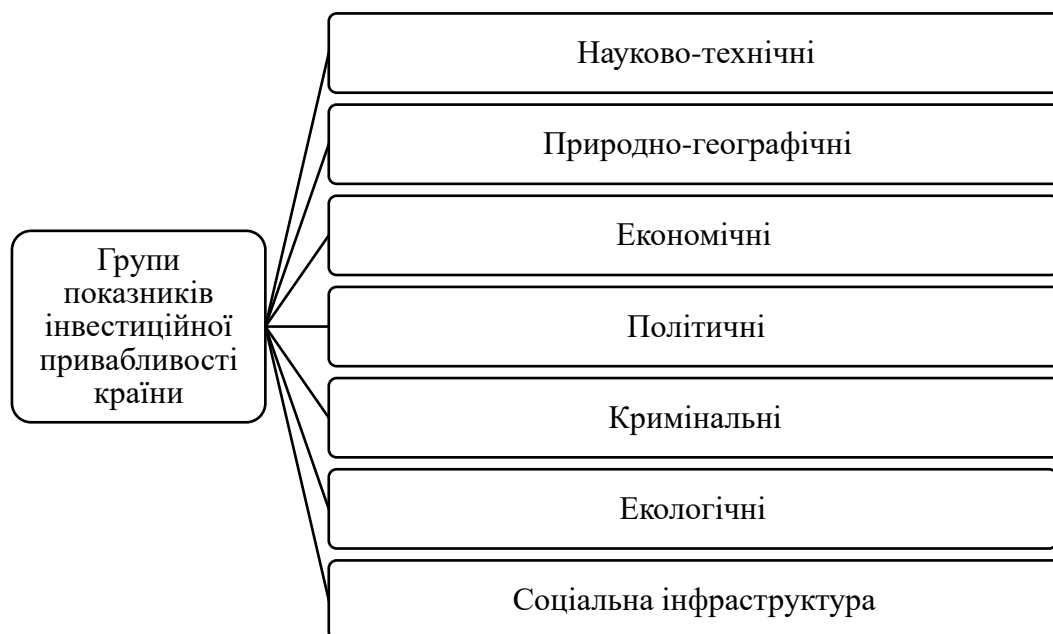 Групи
показників
інвестиційної
привабливості
країни
Науково-технічні
Природно-географічні
Економічні
Політичні
Кримінальні
Екологічні
Соціальна інфраструктура